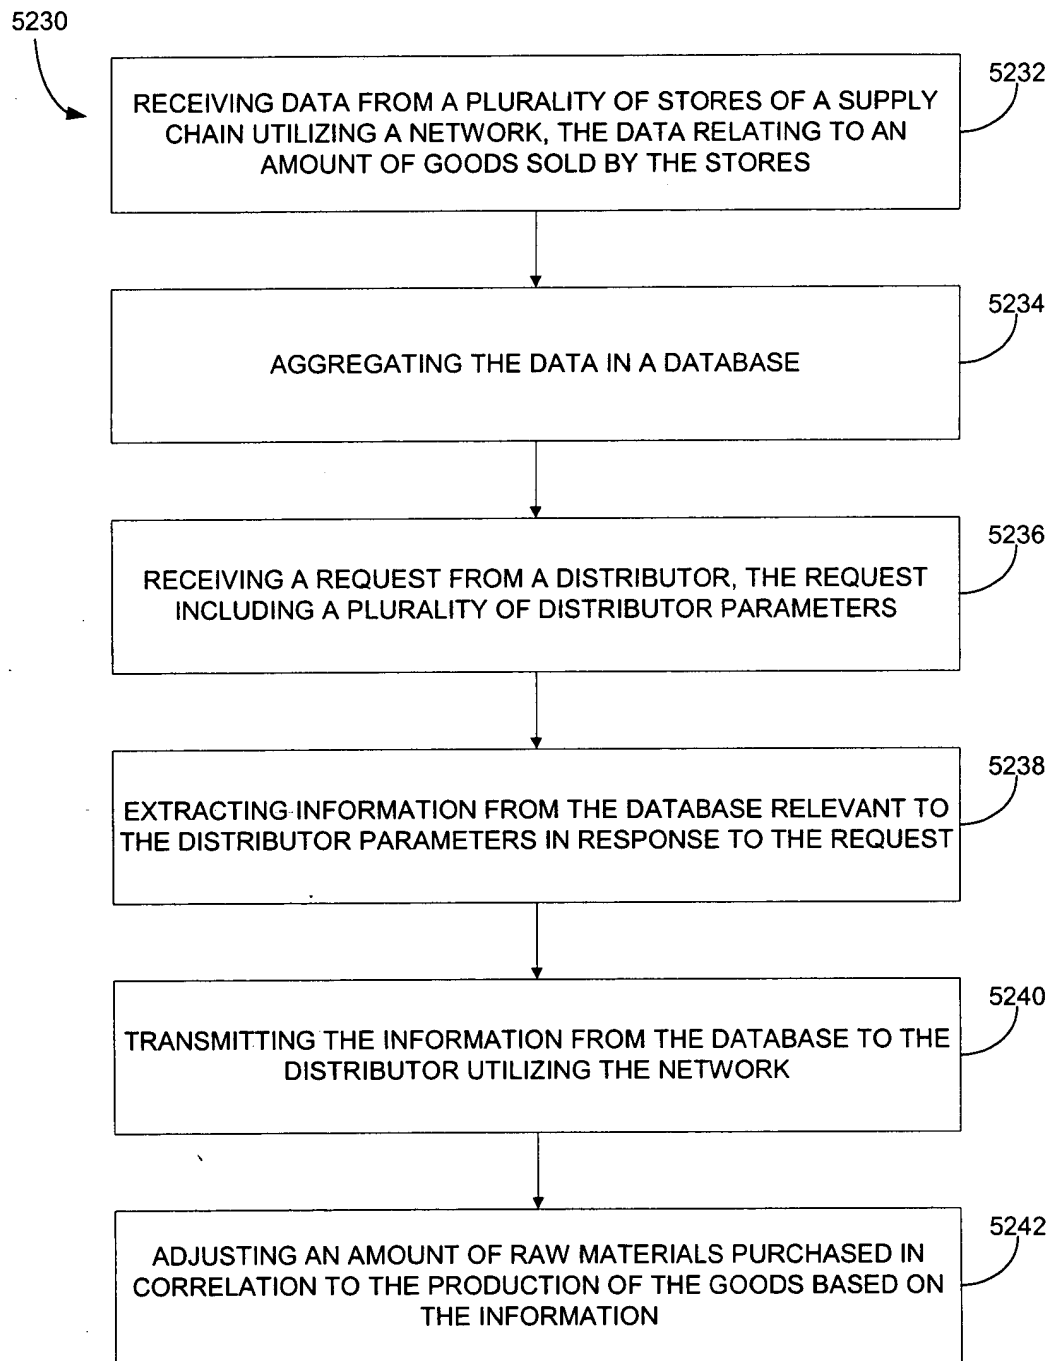 5230
5232
RECEIVING DATA FROM A PLURALITY OF STORES OF A SUPPLY
CHAIN UTILIZING A NETWORK, THE DATA RELATING TO AN
AMOUNT OF GOODS SOLD BY THE STORES
5234
AGGREGATING THE DATA IN A DATABASE
5236
RECEIVING A REQUEST FROM A DISTRIBUTOR, THE REQUEST
INCLUDING A PLURALITY OF DISTRIBUTOR PARAMETERS
5238
EXTRACTING INFORMATION FROM THE DATABASE RELEVANT TO
THE DISTRIBUTOR PARAMETERS IN RESPONSE TO THE REQUEST
5240
TRANSMITTING THE INFORMATION FROM THE DATABASE TO THE
DISTRIBUTOR UTILIZING THE NETWORK
5242
ADJUSTING AN AMOUNT OF RAW MATERIALS PURCHASED IN
CORRELATION TO THE PRODUCTION OF THE GOODS BASED ON
THE INFORMATION